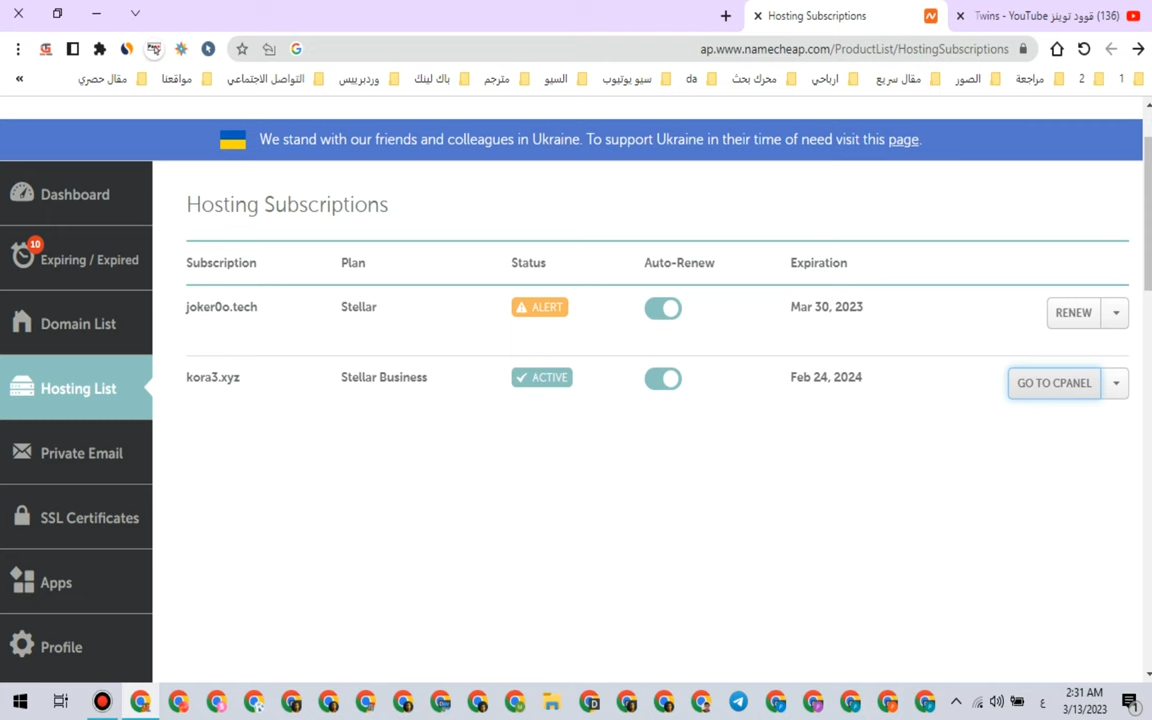 Hosting Subscriptions
(136) قوود توينز Twins - YouTube
ap.www.namecheap.com/ProductList/HostingSubscriptions
1
2
مراجعة
الصور
مقال سريع
ارباحي
محرك بحث
da
سيو يوتيوب
السيو
مترجم
باك لينك
وردبرييس
التواصل الاجتماعي
مواقعنا
مقال حصري
«
We stand with our friends and colleagues in Ukraine. To support Ukraine in their time of need visit this page.
Dashboard
10
Expiring / Expired
Domain List
Hosting List
Private Email
SSL Certificates
Apps
Profile
Hosting Subscriptions
Subscription Plan Status Auto-Renew Expiration
joker0o.tech Stellar ALERT Mar 30, 2023 RENEW
kora3.xyz Stellar Business ACTIVE Feb 24, 2024 GO TO CPANEL
ع
2:31 AM
3/13/2023
1